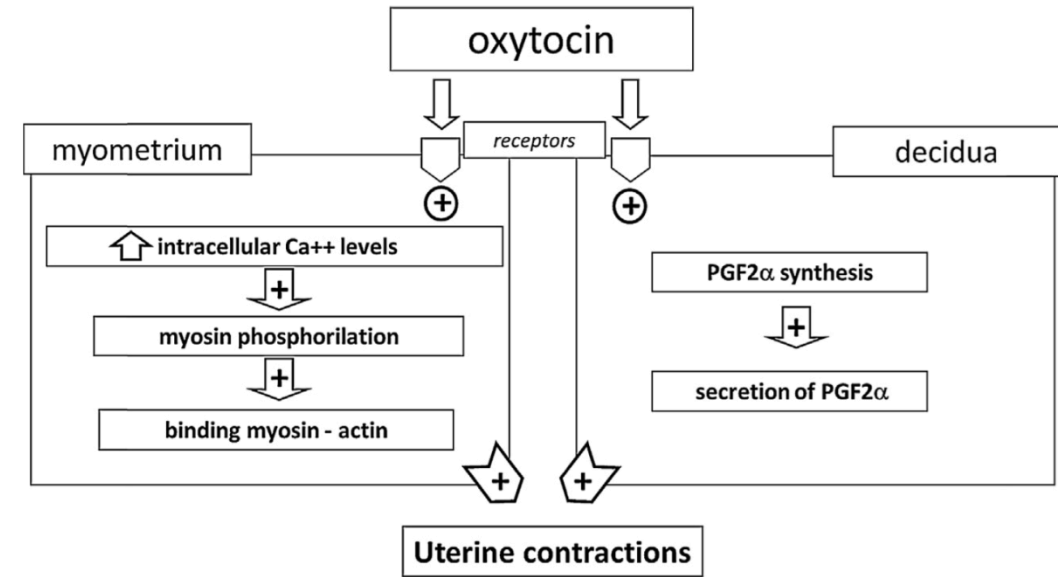 oxytocin
myometrium
receptors
decidua
+
+
intracellular Ca++ levels
+
myosin phosphorilation
+
binding myosin - actin
PGF2α synthesis
+
secretion of PGF2α
+
+
Uterine contractions